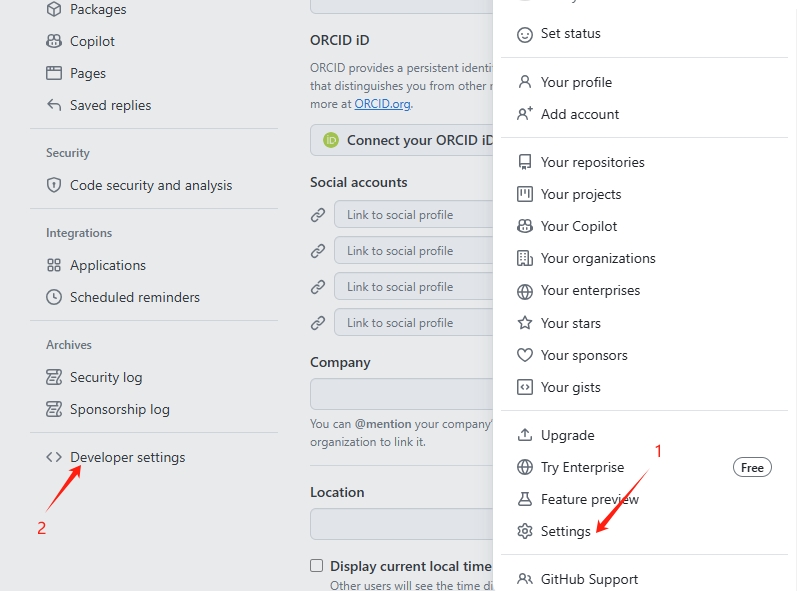 Packages
Copilot
Pages
Saved replies
Security
Code security and analysis
Integrations
Applications
Scheduled reminders
Archives
Security log
Sponsorship log
Developer settings
2
ORCID iD
ORCID provides a persistent identi
that distinguishes you from other
more at ORCID.org.
iD Connect your ORCID iD
Social accounts
Link to social profile
Link to social profile
Link to social profile
Link to social profile
Company
You can @mention your company'
organization to link it.
Location
Display current local time
Other users will see the time di
Set status
Your profile
Add account
Your repositories
Your projects
Your Copilot
Your organizations
Your enterprises
Your stars
Your sponsors
Your gists
Upgrade
1
Try Enterprise Free
Feature preview
Settings
GitHub Support